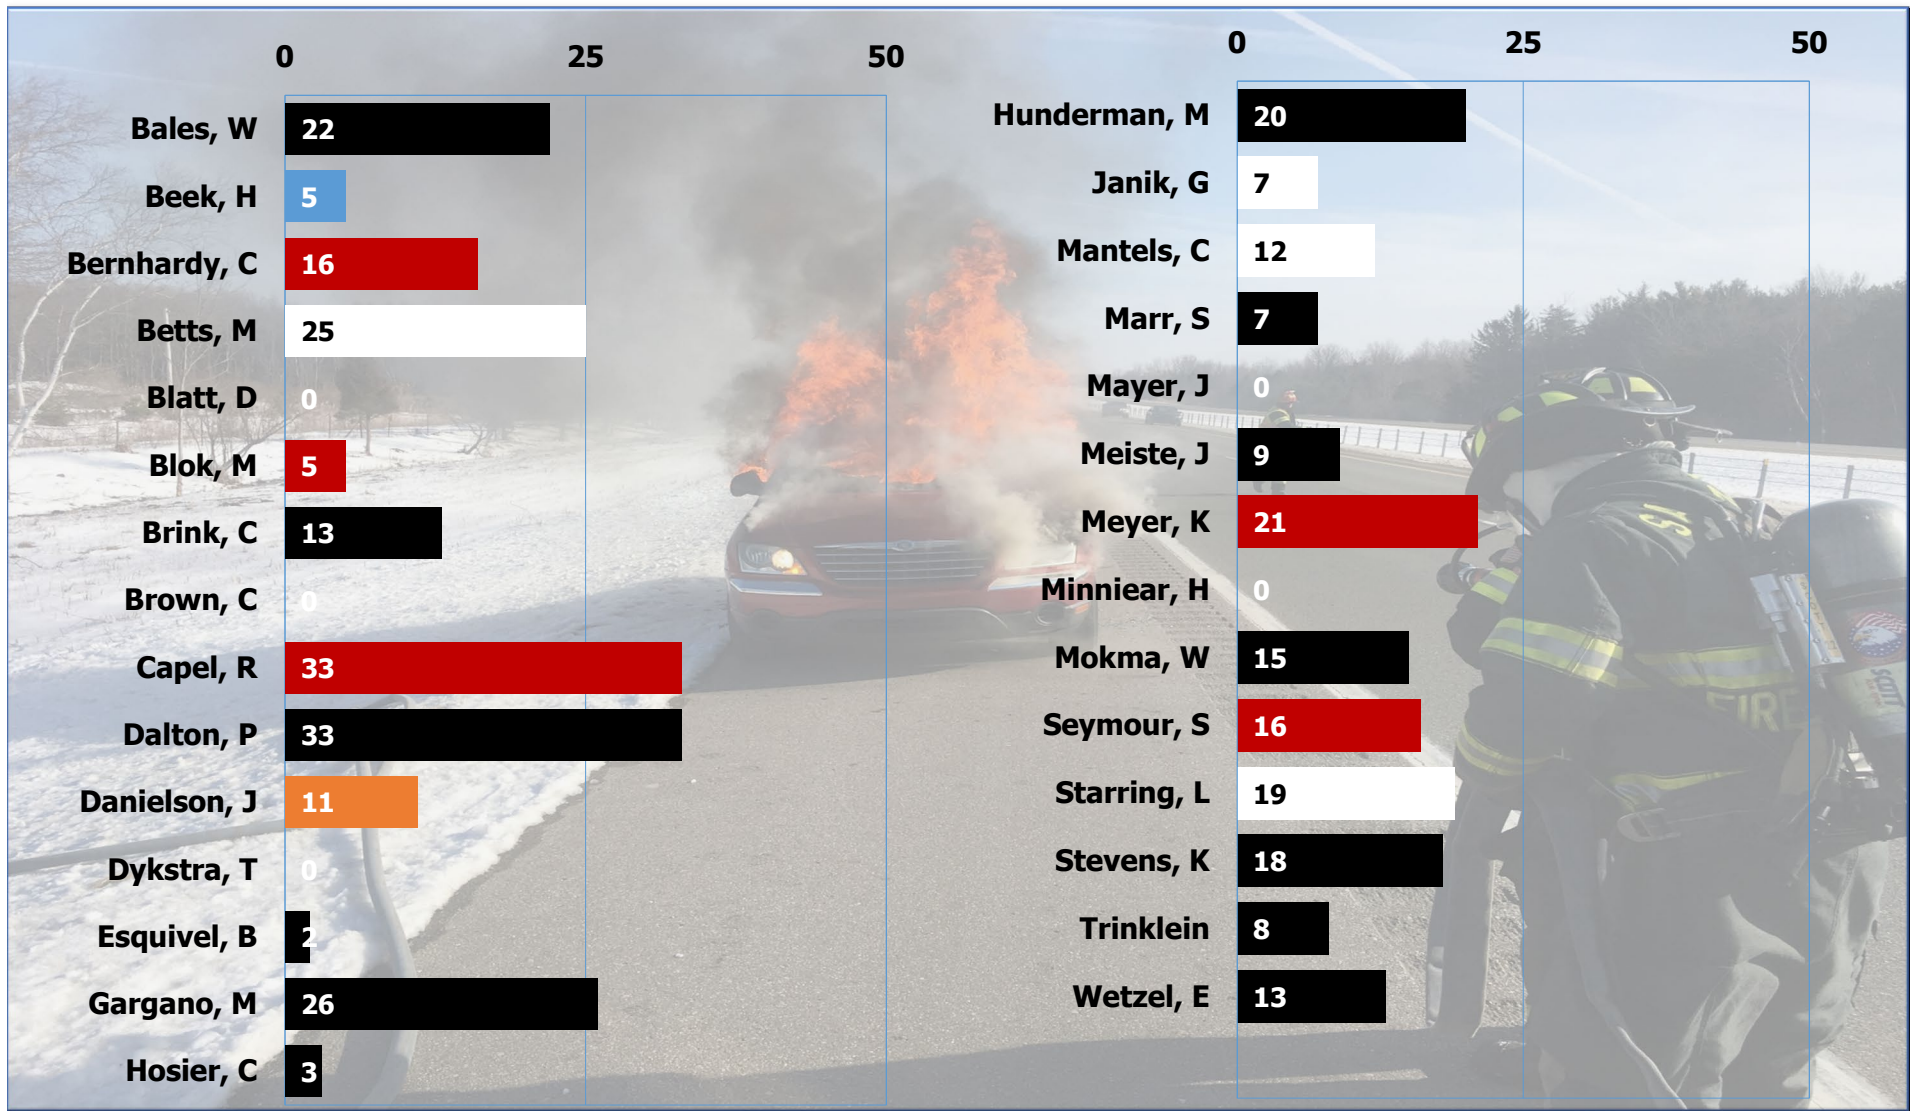 0 25 50
Bales, W 22
Beek, H 5
Bernhardy, C 16
Betts, M 25
Blatt, D 0
Blok, M 5
Brink, C 13
Brown, C 0
Capel, R 33
Dalton, P 33
Danielson, J 11
Dykstra, T 0
Esquivel, B 2
Gargano, M 26
Hosier, C 3
0 25 50
Hunderman, M 20
Janik, G 7
Mantels, C 12
Marr, S 7
Mayer, J 0
Meiste, J 9
Meyer, K 21
Minniear, H 0
Mokma, W 15
Seymour, S 16
Starring, L 19
Stevens, K 18
Trinklein 8
Wetzel, E 13
FIRE
SCOTT